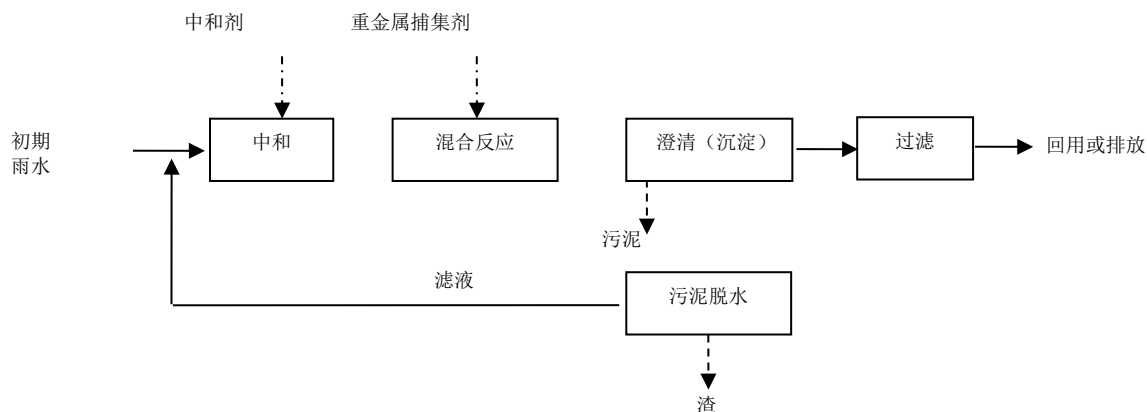 中和剂
重金属捕集剂
初期
雨水
中和
混合反应
澄清（沉淀）
过滤
回用或排放
污泥
滤液
污泥脱水
渣